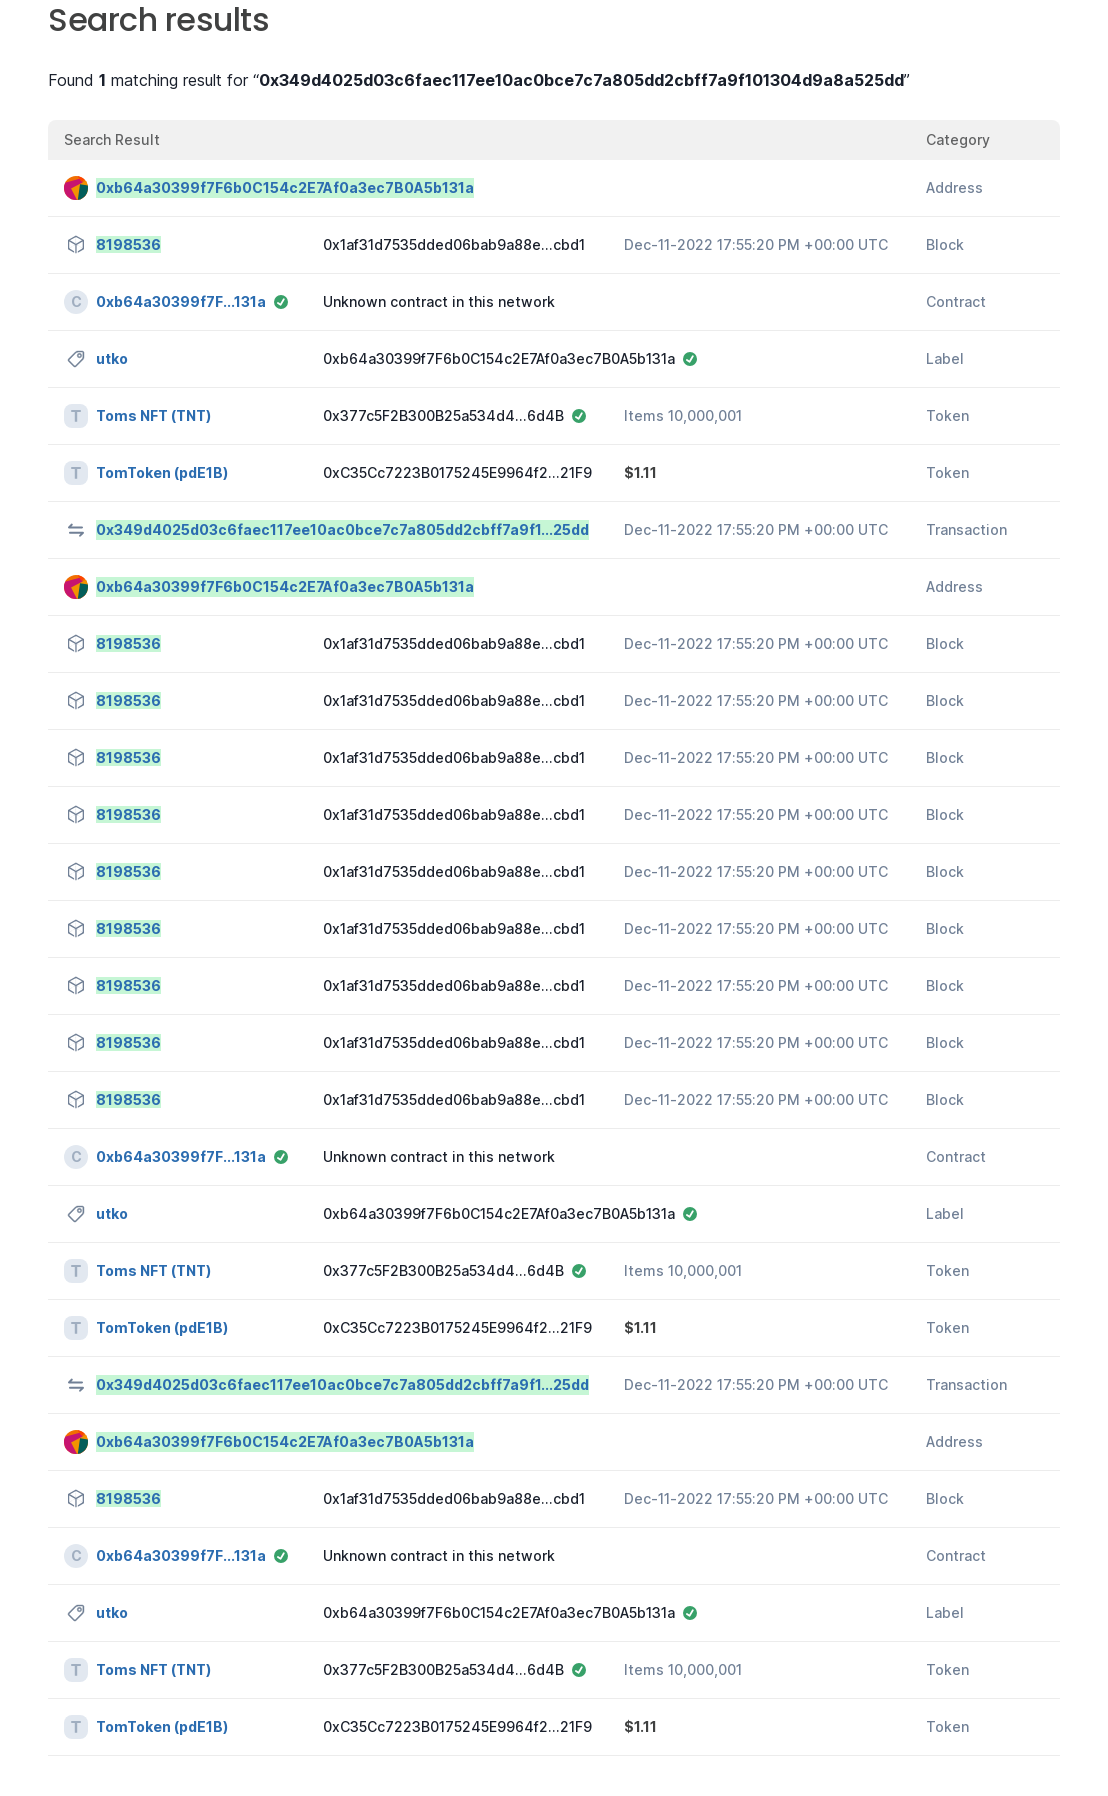 Search results
Found 1 matching result for “0x349d4025d03c6faec117ee10ac0bce7c7a805dd2cbff7a9f101304d9a8a525dd”
Search Result Category
0xb64a30399f7F6b0C154c2E7Af0a3ec7B0A5b131a Address
8198536 0x1af31d7535dded06bab9a88e...cbd1 Dec-11-2022 17:55:20 PM +00:00 UTC Block
C 0xb64a30399f7F...131a Unknown contract in this network Contract
utko 0xb64a30399f7F6b0C154c2E7Af0a3ec7B0A5b131a Label
T Toms NFT (TNT) 0x377c5F2B300B25a534d4...6d4B Items 10,000,001 Token
T TomToken (pdE1B) 0xC35Cc7223B0175245E9964f2...21F9 $1.11 Token
0x349d4025d03c6faec117ee10ac0bce7c7a805dd2cbff7a9f1...25dd Dec-11-2022 17:55:20 PM +00:00 UTC Transaction
0xb64a30399f7F6b0C154c2E7Af0a3ec7B0A5b131a Address
8198536 0x1af31d7535dded06bab9a88e...cbd1 Dec-11-2022 17:55:20 PM +00:00 UTC Block
8198536 0x1af31d7535dded06bab9a88e...cbd1 Dec-11-2022 17:55:20 PM +00:00 UTC Block
8198536 0x1af31d7535dded06bab9a88e...cbd1 Dec-11-2022 17:55:20 PM +00:00 UTC Block
8198536 0x1af31d7535dded06bab9a88e...cbd1 Dec-11-2022 17:55:20 PM +00:00 UTC Block
8198536 0x1af31d7535dded06bab9a88e...cbd1 Dec-11-2022 17:55:20 PM +00:00 UTC Block
8198536 0x1af31d7535dded06bab9a88e...cbd1 Dec-11-2022 17:55:20 PM +00:00 UTC Block
8198536 0x1af31d7535dded06bab9a88e...cbd1 Dec-11-2022 17:55:20 PM +00:00 UTC Block
8198536 0x1af31d7535dded06bab9a88e...cbd1 Dec-11-2022 17:55:20 PM +00:00 UTC Block
8198536 0x1af31d7535dded06bab9a88e...cbd1 Dec-11-2022 17:55:20 PM +00:00 UTC Block
C 0xb64a30399f7F...131a Unknown contract in this network Contract
utko 0xb64a30399f7F6b0C154c2E7Af0a3ec7B0A5b131a Label
T Toms NFT (TNT) 0x377c5F2B300B25a534d4...6d4B Items 10,000,001 Token
T TomToken (pdE1B) 0xC35Cc7223B0175245E9964f2...21F9 $1.11 Token
0x349d4025d03c6faec117ee10ac0bce7c7a805dd2cbff7a9f1...25dd Dec-11-2022 17:55:20 PM +00:00 UTC Transaction
0xb64a30399f7F6b0C154c2E7Af0a3ec7B0A5b131a Address
8198536 0x1af31d7535dded06bab9a88e...cbd1 Dec-11-2022 17:55:20 PM +00:00 UTC Block
C 0xb64a30399f7F...131a Unknown contract in this network Contract
utko 0xb64a30399f7F6b0C154c2E7Af0a3ec7B0A5b131a Label
T Toms NFT (TNT) 0x377c5F2B300B25a534d4...6d4B Items 10,000,001 Token
T TomToken (pdE1B) 0xC35Cc7223B0175245E9964f2...21F9 $1.11 Token